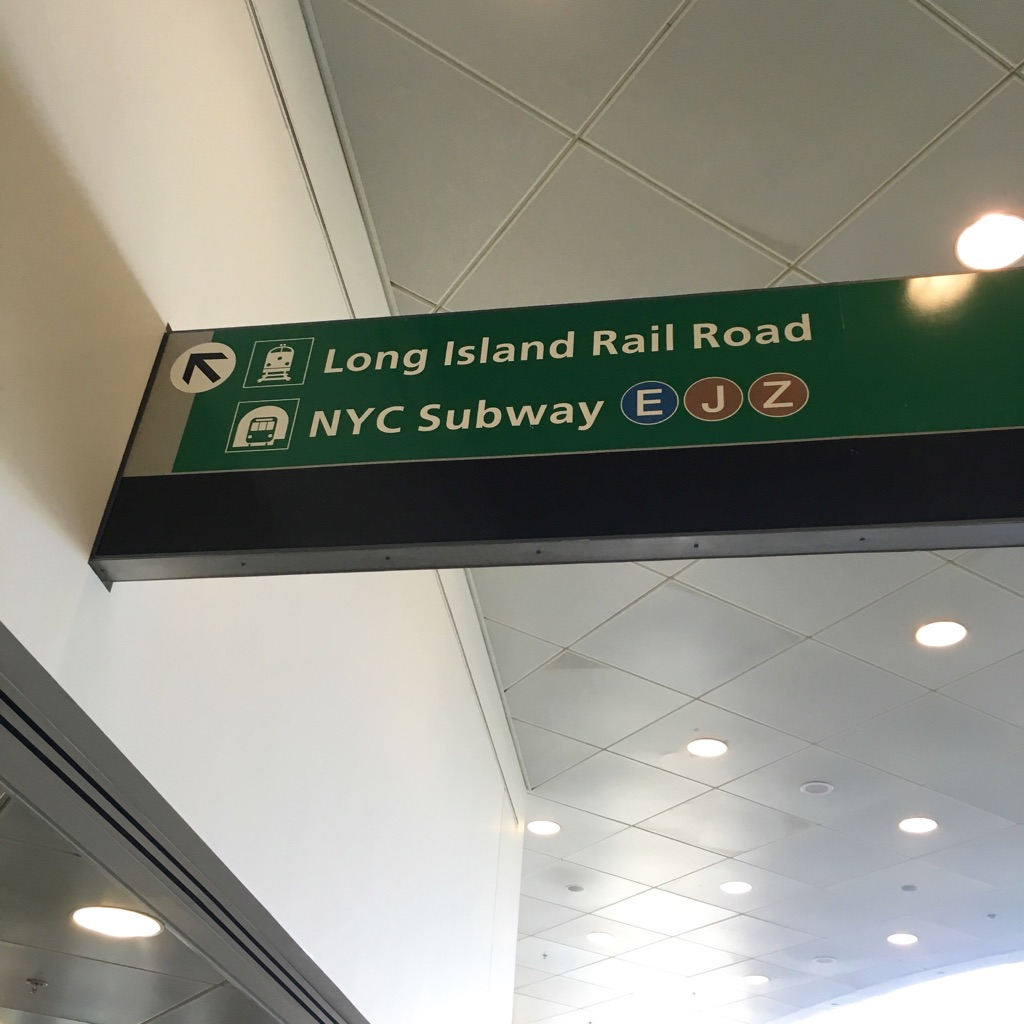 Long Island Rail Road
NYC Subway E J Z